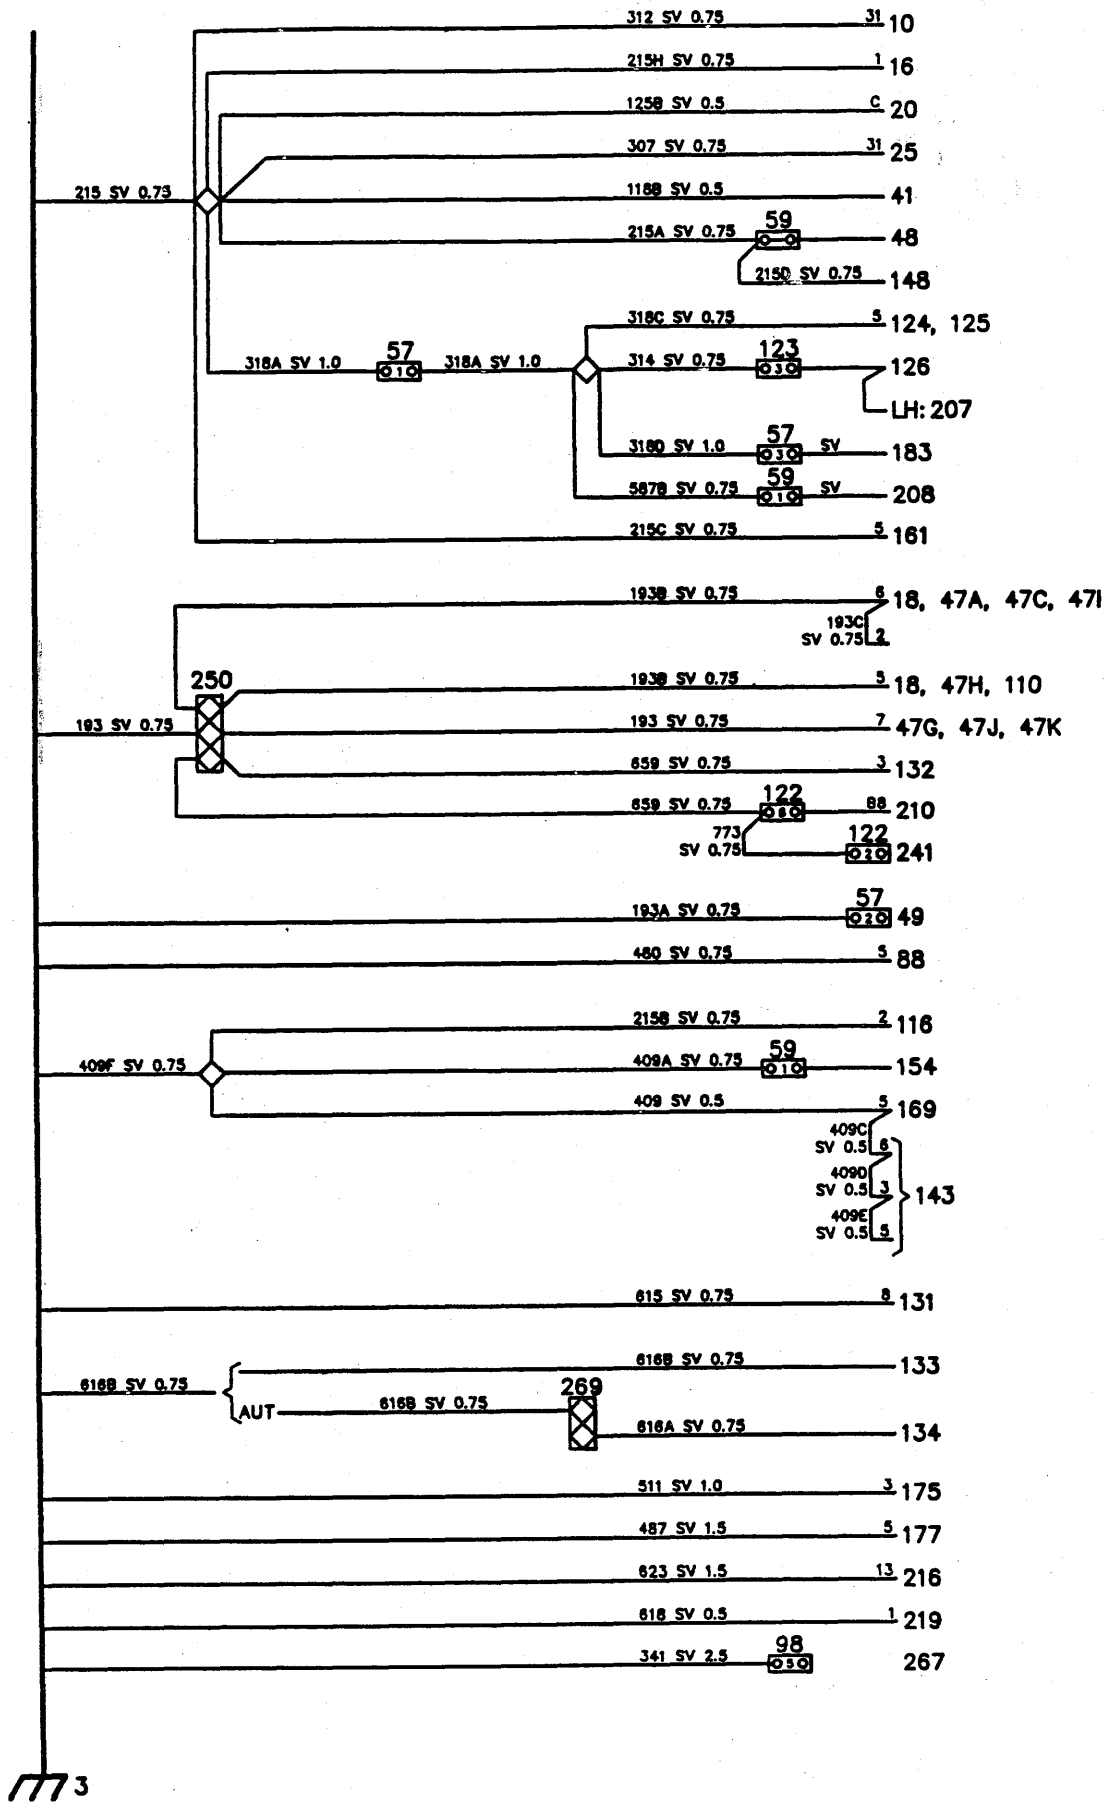 312 SV 0.75 31 10
215H SV 0.75 1 16
125B SV 0.5 C 20
307 SV 0.75 31 25
215 SV 0.75 118B SV 0.5 41
59
215A SV 0.75 48
215D SV 0.75 148
318C SV 0.75 5 124, 125
57 123
318A SV 1.0 1 318A SV 1.0 314 SV 0.75 3 126
LH: 207
57
318D SV 1.0 3 SV 183
59
587B SV 0.75 1 SV 208
215C SV 0.75 5 161
193B SV 0.75 6 18, 47A, 47C, 47I
193C
SV 0.75 2
250
193B SV 0.75 5 18, 47H, 110
193 SV 0.75 193 SV 0.75 7 47G, 47J, 47K
659 SV 0.75 3 132
122
659 SV 0.75 6 B8 210
773 122
SV 0.75 2 241
57
193A SV 0.75 2 49
480 SV 0.75 5 88
215B SV 0.75 2 116
59
409F SV 0.75 409A SV 0.75 1 154
409 SV 0.5 5 169
409C
SV 0.5 6
409D
SV 0.5 3 143
409E
SV 0.5 5
615 SV 0.75 8 131
616B SV 0.75 133
616B SV 0.75 269
AUT 616B SV 0.75
616A SV 0.75 134
511 SV 1.0 3 175
487 SV 1.5 5 177
623 SV 1.5 13 216
618 SV 0.5 1 219
98
341 SV 2.5 5 267
3